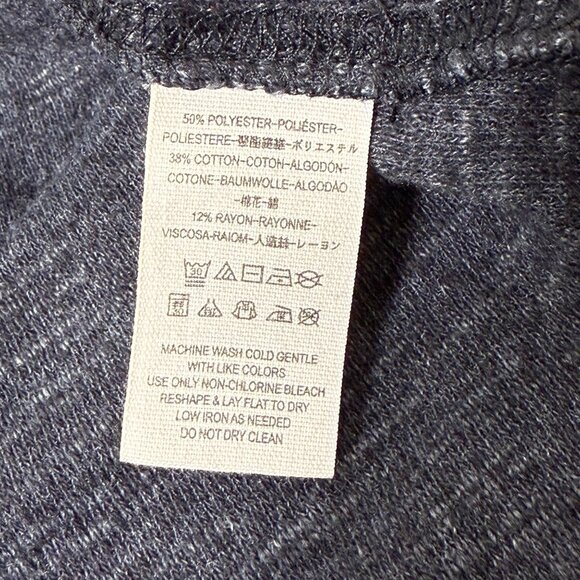 50% POLYESTER-POLIÉSTER-
POLIESTERE-聚酯纖維-ポリエステル
38% COTTON-COTON-ALGODÓN-
COTONE-BAUMWOLLE-ALGODÃO
-棉花-綿
12% RAYON-RAYONNE-
VISCOSA-RAIOM-人造絲-レーヨン
30
MACHINE WASH COLD GENTLE
WITH LIKE COLORS
USE ONLY NON-CHLORINE BLEACH
RESHAPE & LAY FLAT TO DRY
LOW IRON AS NEEDED
DO NOT DRY CLEAN